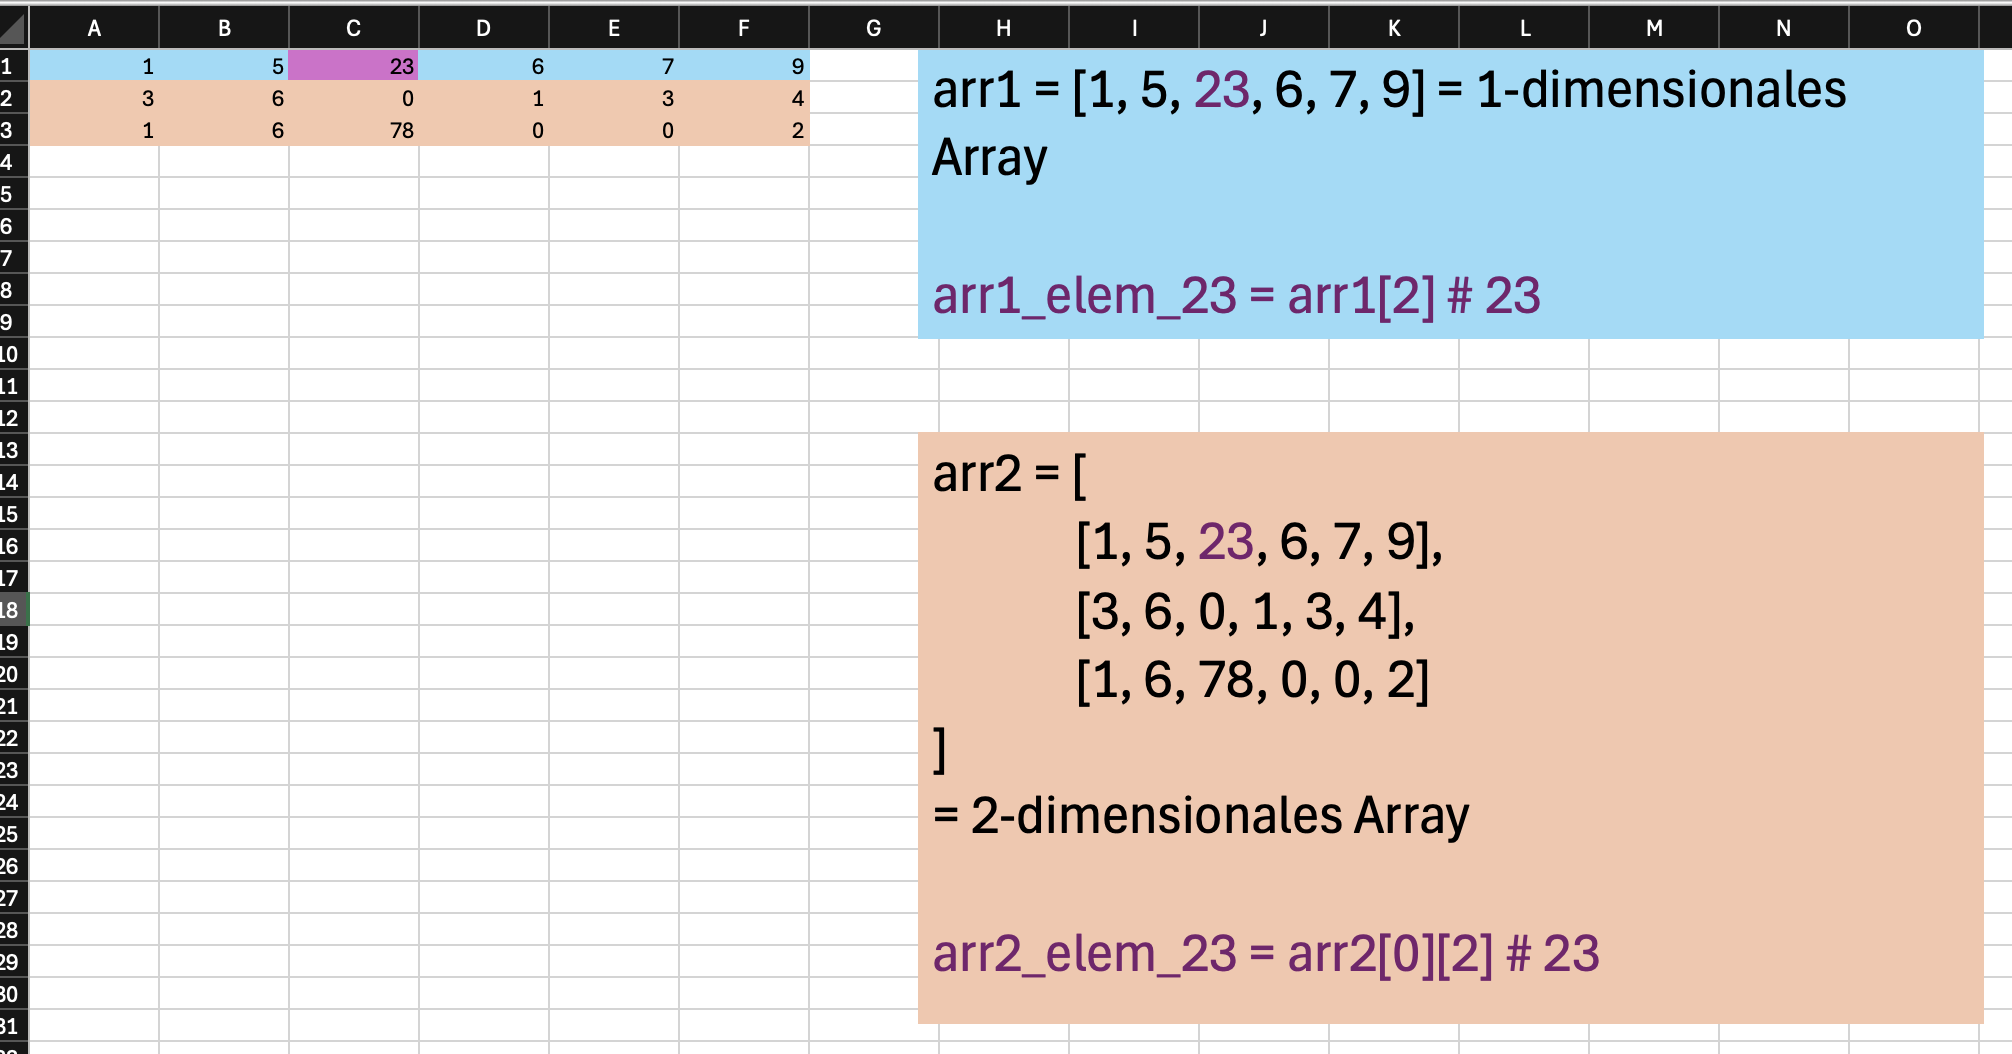 A B C D E F G H I J K L M N O
1 1 5 23 6 7 9
2 3 6 0 1 3 4
3 1 6 78 0 0 2
4
5
6
7
8
9
10
11
12
13
14
15
16
17
18
19
20
21
22
23
24
25
26
27
28
29
30
31
arr1 = [1, 5, 23, 6, 7, 9] = 1-dimensionales
Array
arr1_elem_23 = arr1[2] # 23
arr2 = [
[1, 5, 23, 6, 7, 9],
[3, 6, 0, 1, 3, 4],
[1, 6, 78, 0, 0, 2]
]
= 2-dimensionales Array
arr2_elem_23 = arr2[0][2] # 23